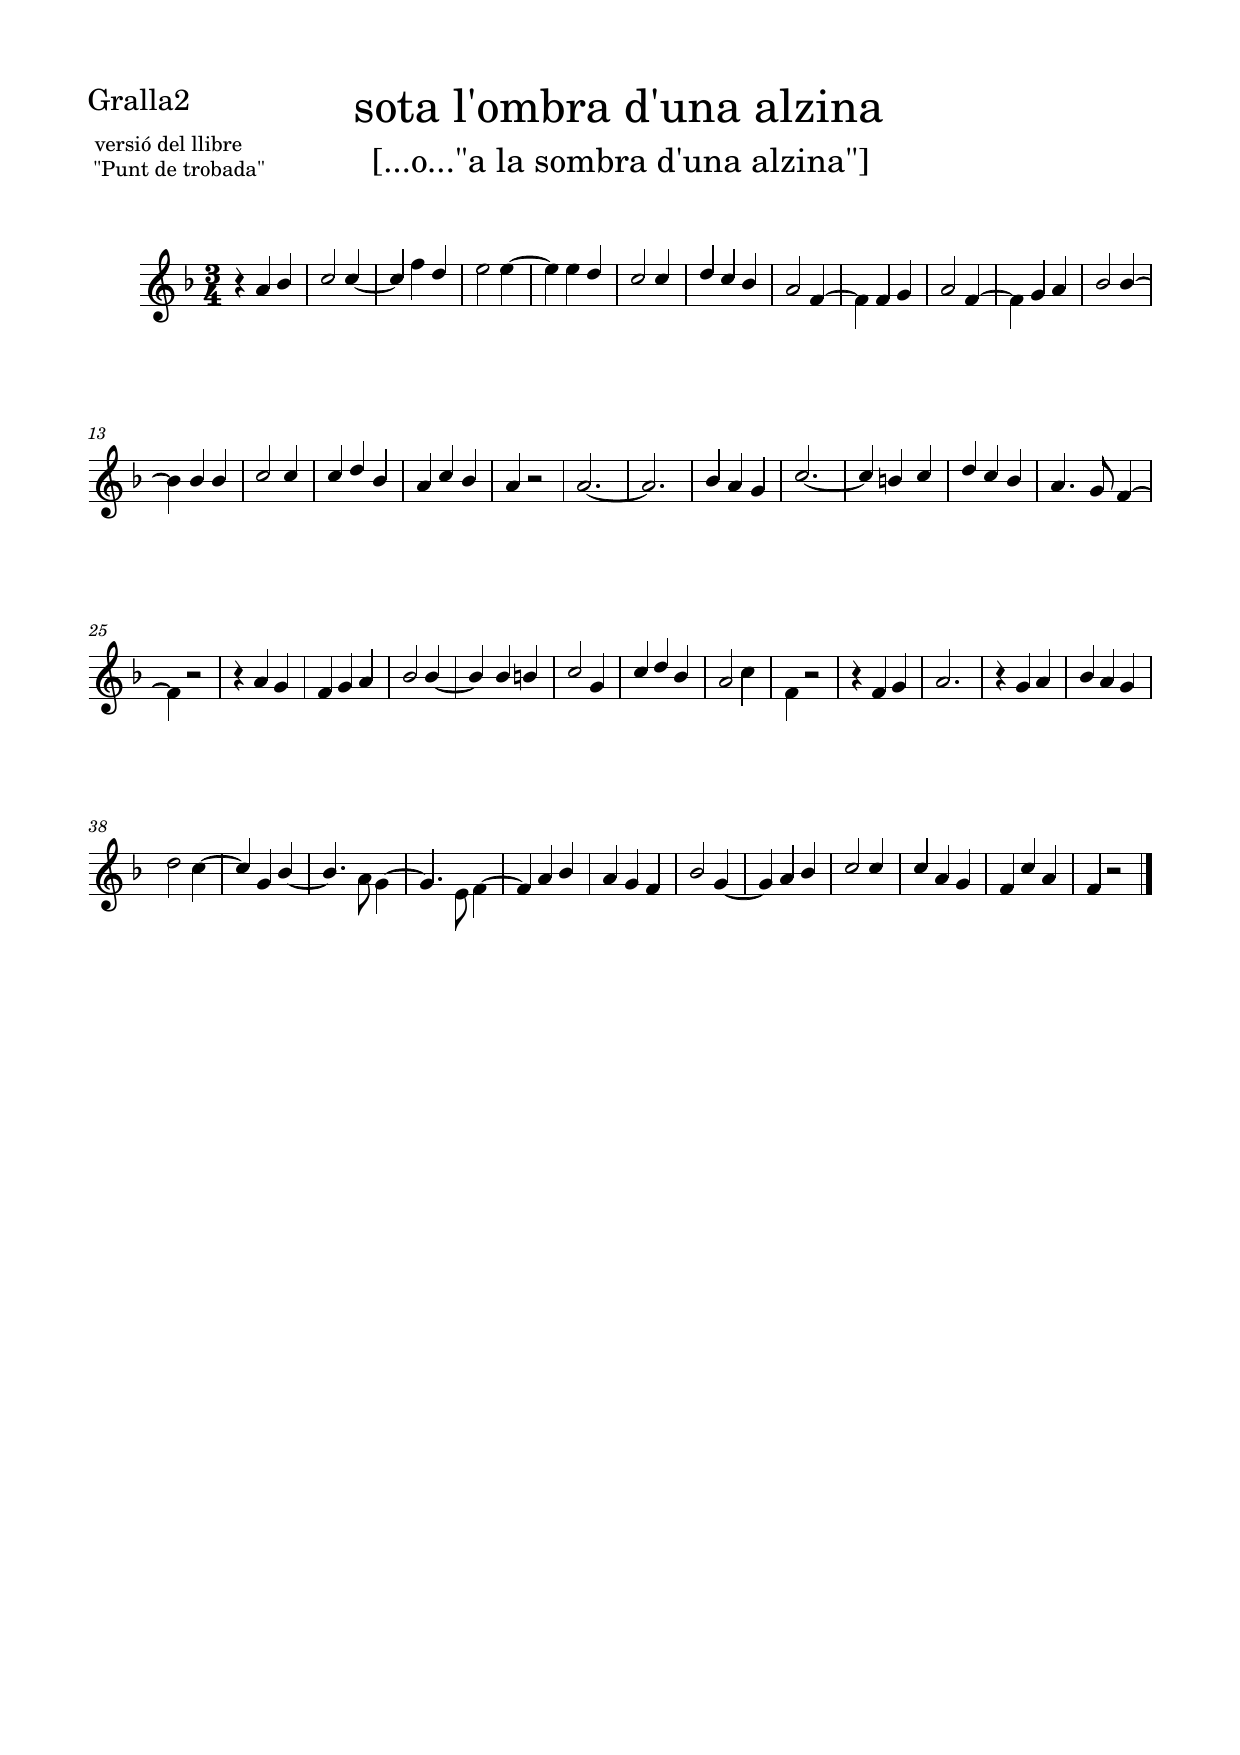 Gralla2
sota l'ombra d'una alzina
versió del llibre
"Punt de trobada"
[...o..."a la sombra d'una alzina"]
3
4
13
25
38